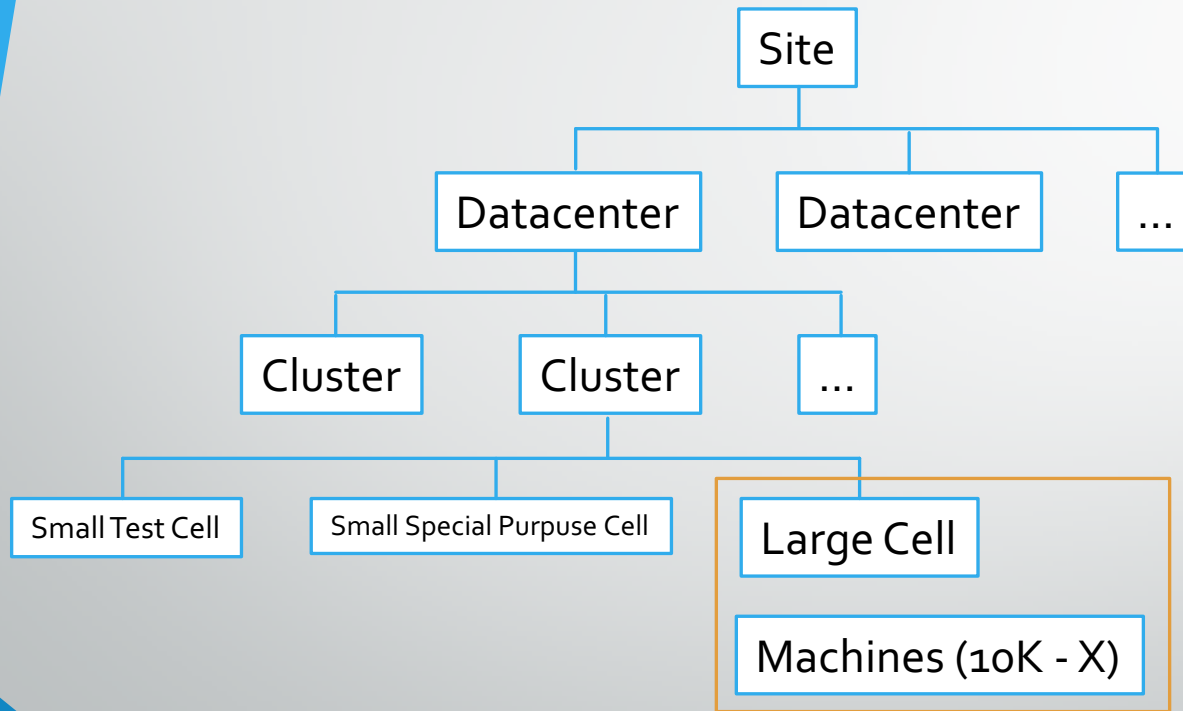 Site
Datacenter
Datacenter
...
Cluster
Cluster
...
Small Test Cell
Small Special Purpuse Cell
Large Cell
Machines (10K - X)